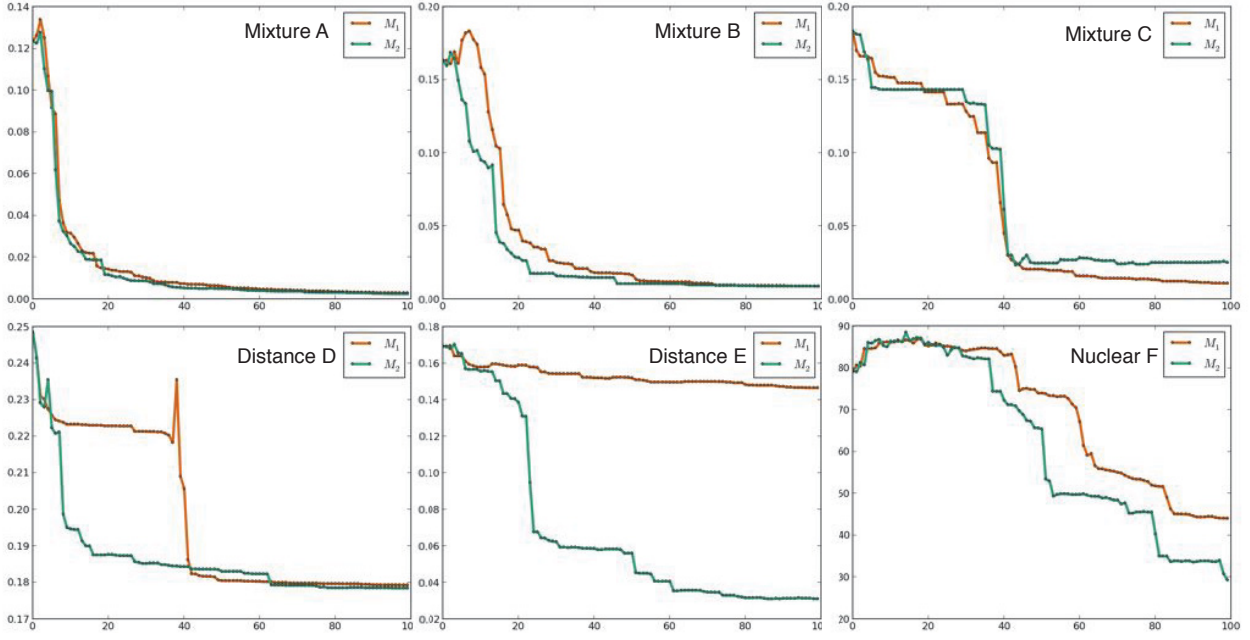 Mixture A
M₁
M₂
0.14
0.12
0.10
0.08
0.06
0.04
0.02
0.00
0 20 40 60 80 10
Mixture B
M₁
M₂
0.20
0.15
0.10
0.05
0.00
0 20 40 60 80 10
Mixture C
M₁
M₂
0.20
0.15
0.10
0.05
0.00
0 20 40 60 80 100
Distance D
M₁
M₂
0.25
0.24
0.23
0.22
0.21
0.20
0.19
0.18
0.17
0 20 40 60 80 10
Distance E
M₁
M₂
0.18
0.16
0.14
0.12
0.10
0.08
0.06
0.04
0.02
0 20 40 60 80 10
Nuclear F
M₁
M₂
90
80
70
60
50
40
30
20
0 20 40 60 80 100